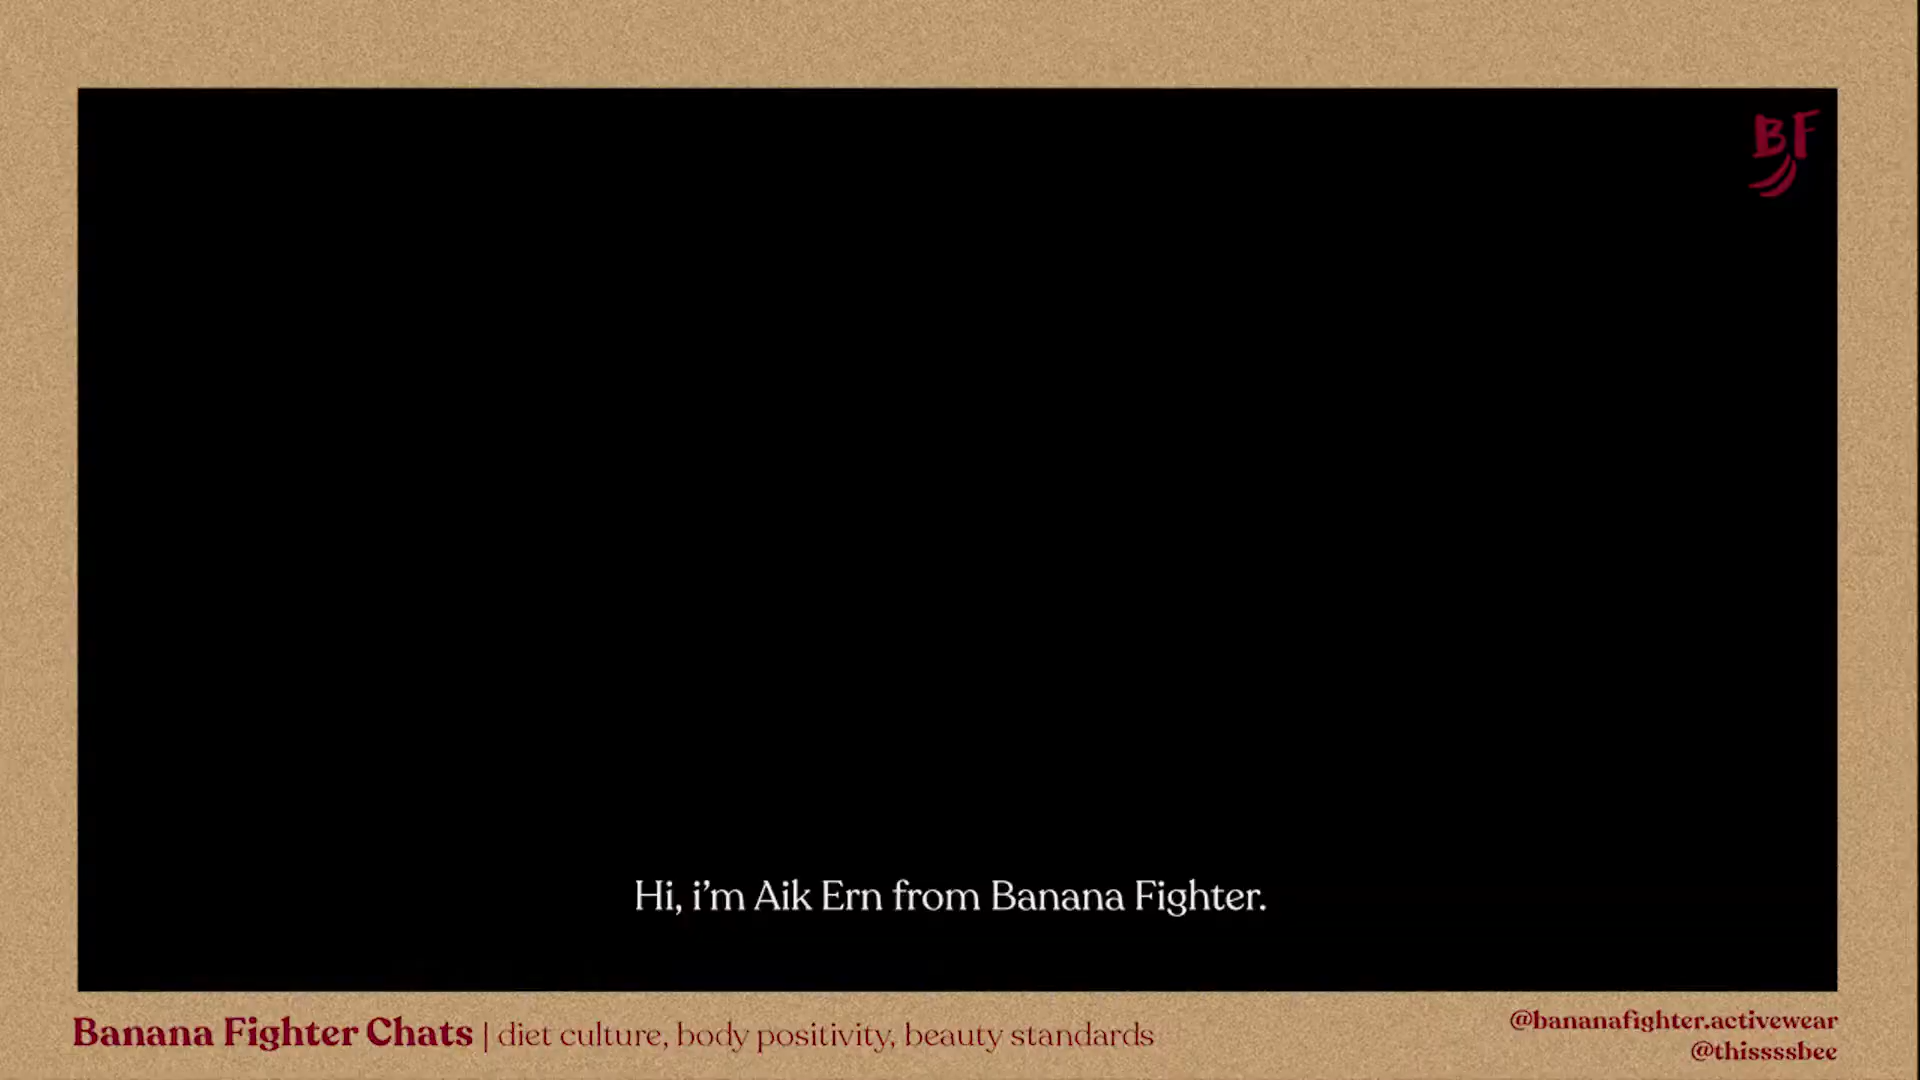 BF
Hi, i'm Aik Ern from Banana Fighter.
Banana Fighter Chats | diet culture, body positivity, beauty standards
@bananafighter.activewear
@thissssbee